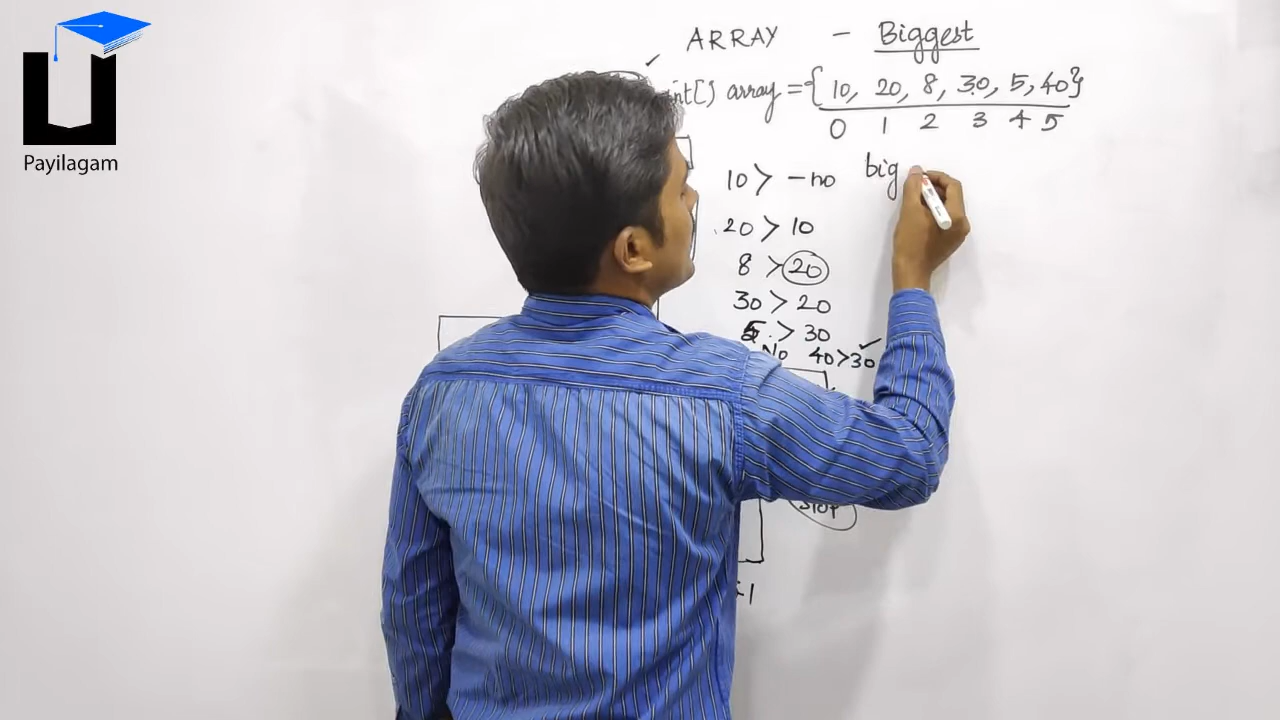 Payilagam
ARRAY - Biggest
int[] array = { 10, 20, 8, 30, 5, 40}
0 1 2 3 4 5
10 > - no
big
20 > 10
8 > 20
30 > 20
5 > 30
No 40>30 ✓
Stop